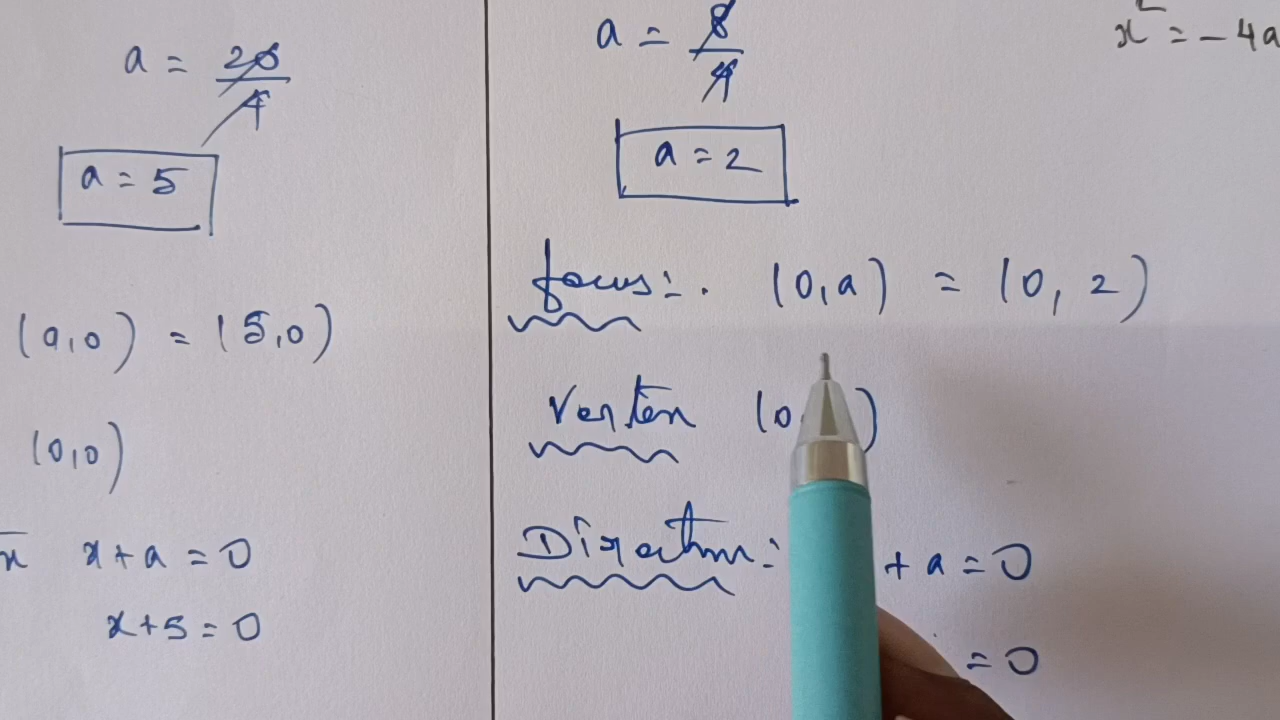 a = 20/4
a = 5
(a,0) = (5,0)
(0,0)
x + a = 0
x + 5 = 0
a = 8/4
a = 2
focus:- (0,a) = (0, 2)
Vertex (0
Directrix: + a = 0
= 0
x² = -4a